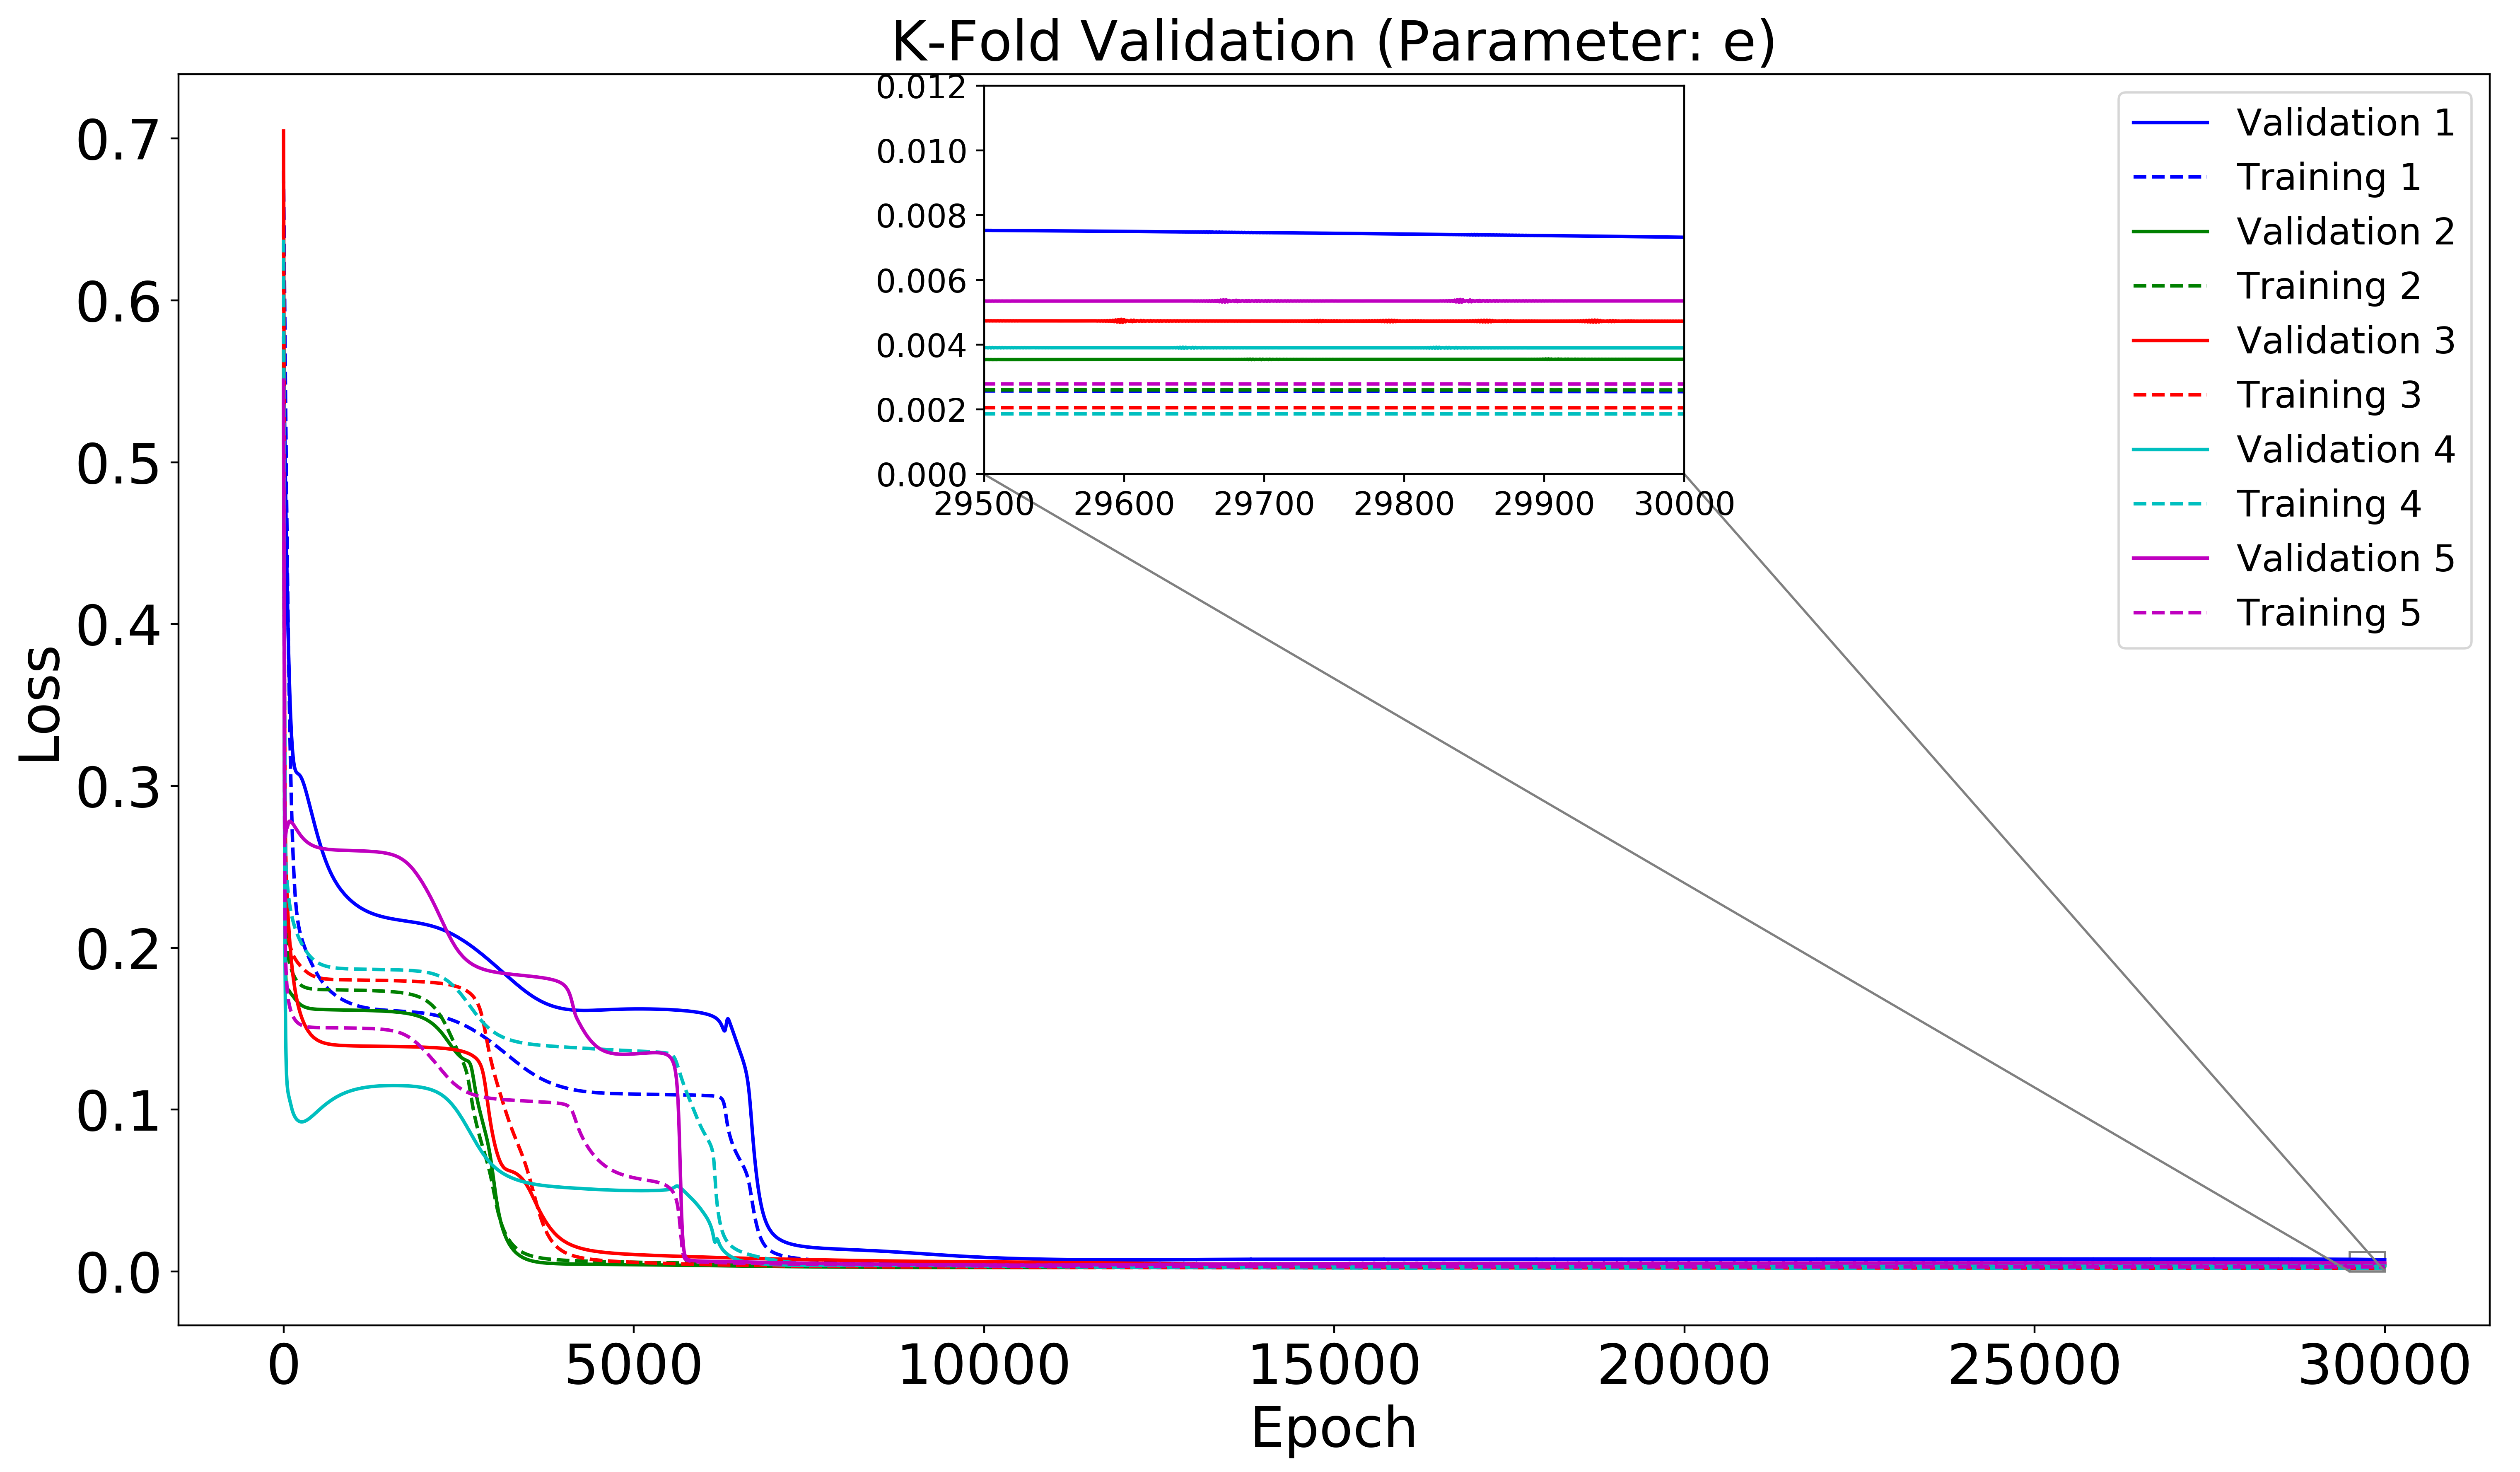 K-Fold Validation (Parameter: e)
Loss
0.7
0.6
0.5
0.4
0.3
0.2
0.1
0.0
0.012
0.010
0.008
0.006
0.004
0.002
0.000
29500 29600 29700 29800 29900 30000
Validation 1
Training 1
Validation 2
Training 2
Validation 3
Training 3
Validation 4
Training 4
Validation 5
Training 5
0 5000 10000 15000 20000 25000 30000
Epoch